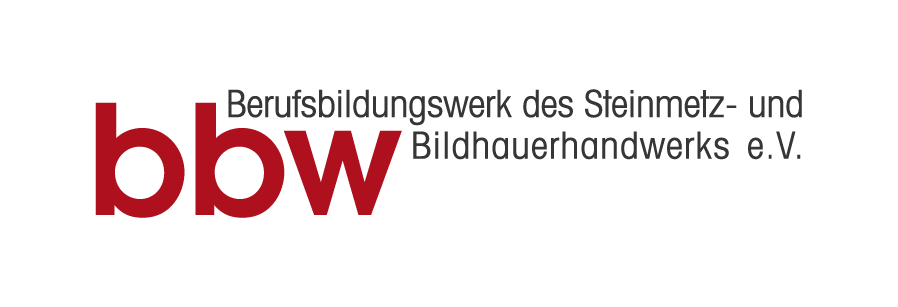 bbw
Berufsbildungswerk des Steinmetz- und
Bildhauerhandwerks e.V.